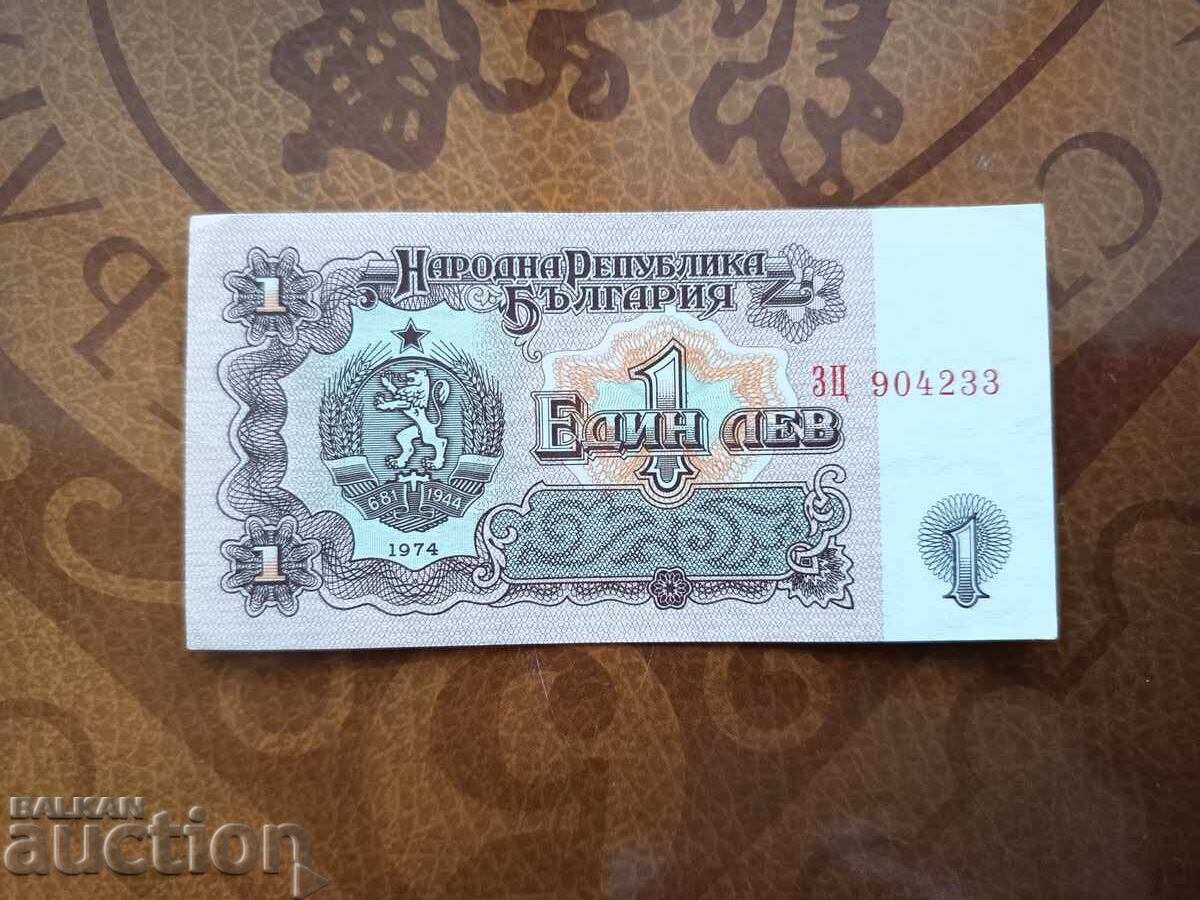 1
НАРОДНА РЕПУБЛИКА
БЪЛГАРИЯ
1
ЕДИН ЛЕВ
ЗЦ 904233
681 1944
1974
1
1
BALKAN
auction